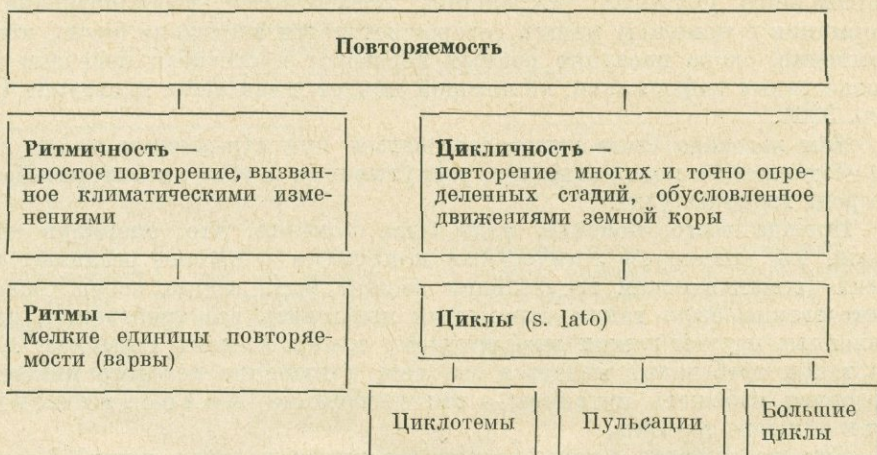 Повторяемость
Ритмичность —
простое повторение, вызван-
ное климатическими изме-
нениями
Цикличность —
повторение многих и точно опре-
деленных стадий, обусловленное
движениями земной коры
Ритмы —
мелкие единицы повторяе-
мости (варвы)
Циклы (s. lato)
Циклотемы
Пульсации
Большие
циклы